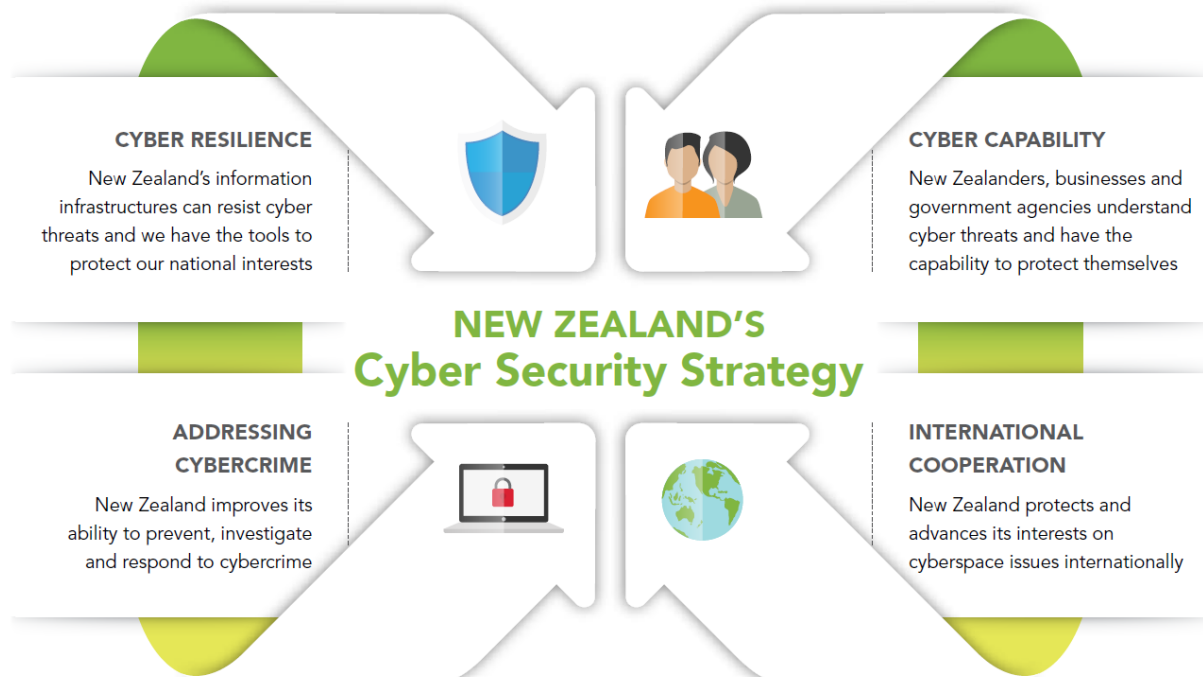 CYBER RESILIENCE
New Zealand’s information
infrastructures can resist cyber
threats and we have the tools to
protect our national interests
CYBER CAPABILITY
New Zealanders, businesses and
government agencies understand
cyber threats and have the
capability to protect themselves
NEW ZEALAND’S
Cyber Security Strategy
ADDRESSING
CYBERCRIME
New Zealand improves its
ability to prevent, investigate
and respond to cybercrime
INTERNATIONAL
COOPERATION
New Zealand protects and
advances its interests on
cyberspace issues internationally